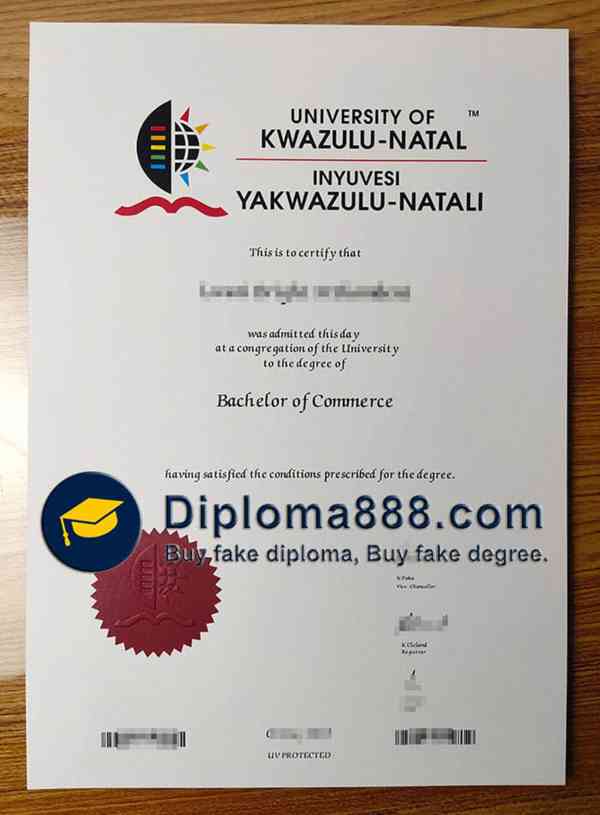 UNIVERSITY OF ™
KWAZULU-NATAL
INYUVESI
YAKWAZULU-NATALI
This is to certify that
was admitted this day
at a congregation of the University
to the degree of
Bachelor of Commerce
having satisfied the conditions prescribed for the degree.
Diploma888.com
Buy fake diploma, Buy fake degree.
Vice-Chancellor
K Cleland
Registrar
UV PROTECTED